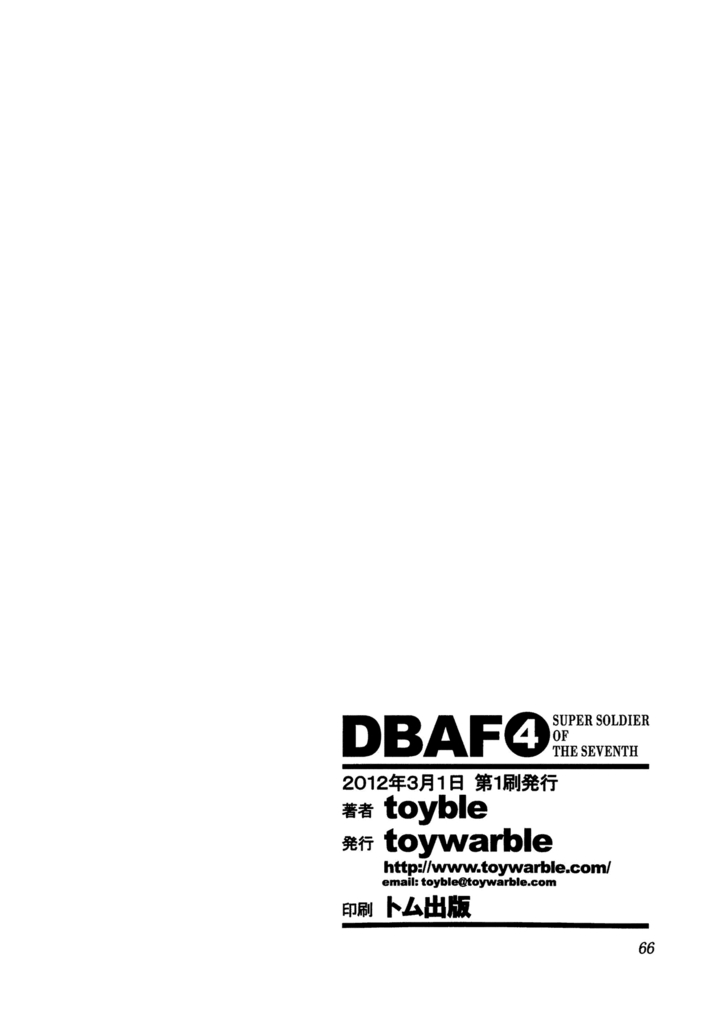 DBAF④ SUPER SOLDIER
OF
THE SEVENTH
2012年3月1日 第1刷発行
著者 toyble
発行 toywarble
http://www.toywarble.com/
email: toyble@toywarble.com
印刷 トム出版
66